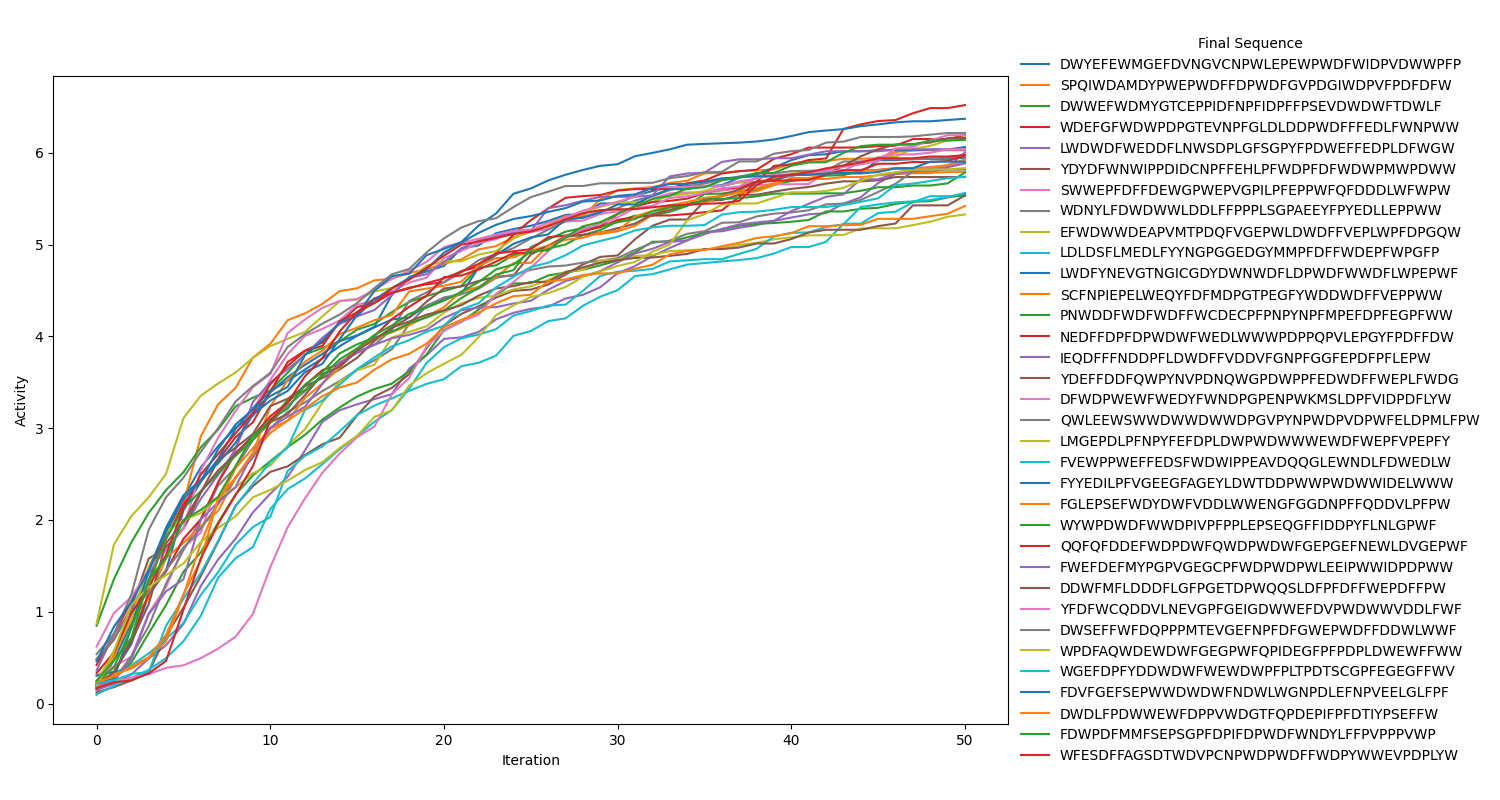 Final Sequence
DWYEFEWMGEFDVNGVCNPWLEPEWPWDFWIDPVDWWPFP
SPQIWDAMDYPWEPWDFFDPWDFGVPDGIWDPVFPDFDFW
DWWEFWDMYGTCEPPIDFNPFIDPFFPSEVDWDWFTDWLF
WDEFGFWDWPDPGTEVNPFGLDLDDPWDFFFEDLFWNPWW
LWDWDFWEDDFLNWSDPLGFSGPYFPDWEFFEDPLDFWGW
YDYDFWNWIPPDIDCNPFFEHLPFWDPFDFWDWPMWPDWW
SWWEPFDFFDEWGPWEPVGPILPFEPPWFQFDDDLWFWPW
WDNYLFDWDWWLDDLFFPPPLSGPAEEYFPYEDLLEPPWW
EFWDWWDEAPVMTPDQFVGEPWLDWDFFVEPLWPFDPGQW
LDLDSFLMEDLFYYNGPGGEDGYMMPFDFFWDEPFWPGFP
LWDFYNEVGTNGICGDYDWNWDFLDPWDFWWDFLWPEPWF
SCFNPIEPELWEQYFDFMDPGTPEGFYWDDWDFFVEPPWW
PNWDDFWDFWDFFWCDECPFPNPYNPFMPEFDPFEGPFWW
NEDFFDPFDPWDWFWEDLWWWPDPPQPVLEPGYFPDFFDW
IEQDFFFNDDPFLDWDFFVDDVFGNPFGGFEPDFPFLEPW
YDEFFDDFQWPYNVPDNQWGPDWPPFEDWDFFWEPLFWDG
DFWDPWEWFWEDYFWNDPGPENPWKMSLDPFVIDPDFLYW
QWLEEWSWWDWWDWWDPGVPYNPWDPVDPWFELDPMLFPW
LMGEPDLPFNPYFEFDPLDWPWDWWWEWDFWEPFVPEPFY
FVEWPPWEFFEDSFWDWIPPEAVDQQGLEWNDLFDWEDLW
FYYEDILPFVGEEGFAGEYLDWTDDPWWPWDWWIDELWWW
FGLEPSEFWDYDWFVDDLWWENGFGGDNPFFQDDVLPFPW
WYWPDWDFWWDPIVPFPPLEPSEQGFFIDDPYFLNLGPWF
QQFQFDDEFWDPDWFQWDPWDWFGEPGEFNEWLDVGEPWF
FWEFDEFMYPGPVGEGCPFWDPWDPWLEEIPWWIDPDPWW
DDWFMFLDDDFLGFPGETDPWQQSLDFPFDFFWEPDFFPW
YFDFWCQDDVLNEVGPFGEIGDWWEFDVPWDWWVDDLFWF
DWSEFFWFDQPPPMTEVGEFNPFDFGWEPWDFFDDWLWWF
WPDFAQWDEWDWFGEGPWFQPIDEGFPFPDPLDWEWFFWW
WGEFDPFYDDWDWFWEWDWPFPLTPDTSCGPFEGEGFFWV
FDVFGEFSEPWWDWDWFNDWLWGNPDLEFNPVEELGLFPF
DWDLFPDWWEWFDPPVWDGTFQPDEPIFPFDTIYPSEFFW
FDWPDFMMFSEPSGPFDPIFDPWDFWNDYLFFPVPPPVWP
WFESDFFAGSDTWDVPCNPWDPWDFFWDPYWWEVPDPLYW
6
5
4
3
2
1
0
Activity
0 10 20 30 40 50
Iteration